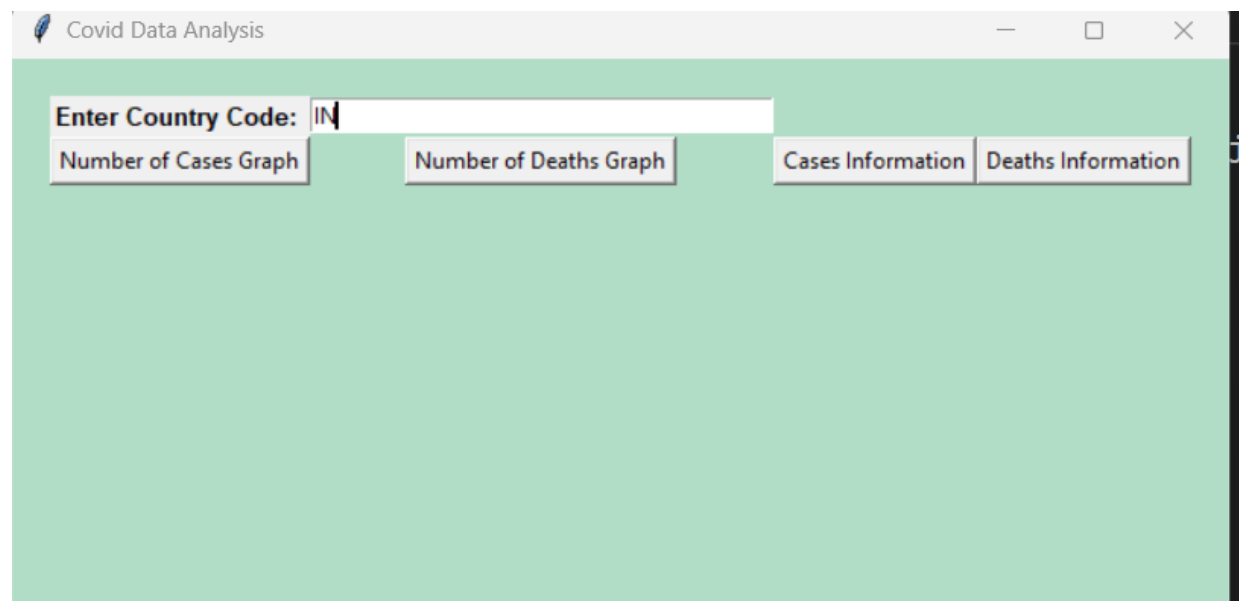 Covid Data Analysis
Enter Country Code: IN
Number of Cases Graph Number of Deaths Graph Cases Information Deaths Information